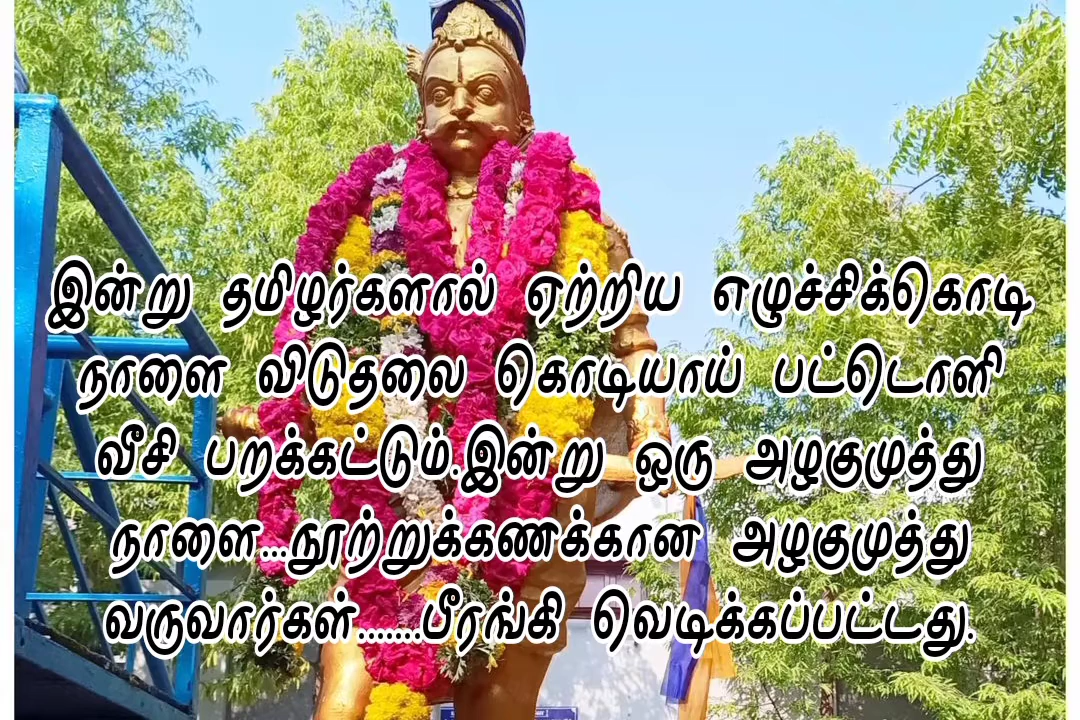 இன்று தமிழர்களால் ஏற்றிய எழுச்சிக்கொடி
நாளை விடுதலை கொடியாய் பட்டொளி
வீசி பறக்கட்டும்.இன்று ஒரு அழகுமுத்து
நாளை...நூற்றுக்கணக்கான அழகுமுத்து
வருவார்கள்.......பீரங்கி வெடிக்கப்பட்டது.